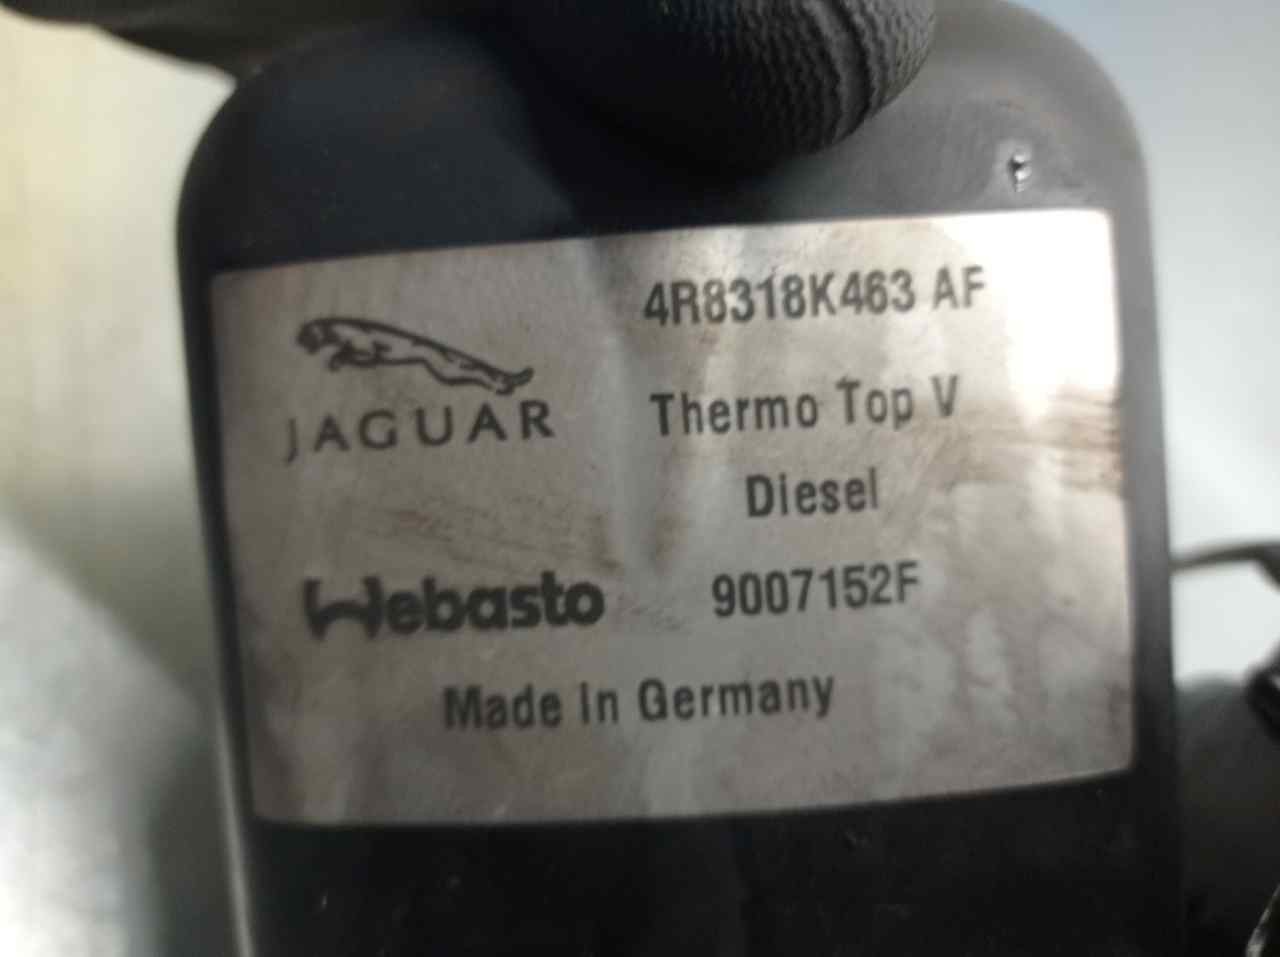 4R8318K463 AF
JAGUAR
Thermo Top V
Diesel
Webasto
9007152F
Made in Germany